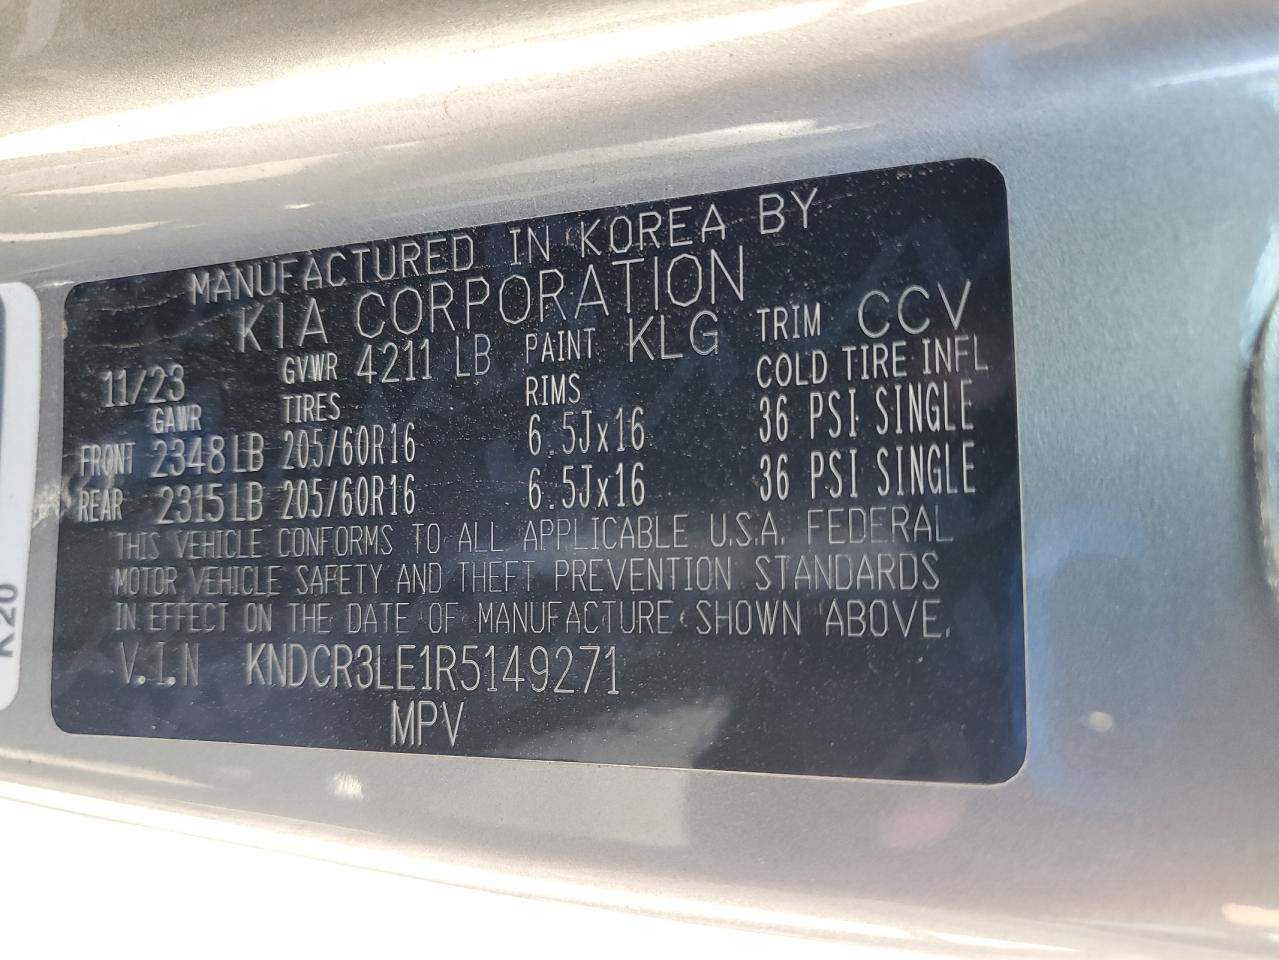 MANUFACTURED IN KOREA BY
KIA CORPORATION
11/23 GVWR 4211 LB PAINT KLG TRIM CCV
GAWR TIRES RIMS COLD TIRE INFL
FRONT 2348 LB 205/60R16 6.5Jx16 36 PSI SINGLE
REAR 2315 LB 205/60R16 6.5Jx16 36 PSI SINGLE
THIS VEHICLE CONFORMS TO ALL APPLICABLE U.S.A. FEDERAL
MOTOR VEHICLE SAFETY AND THEFT PREVENTION STANDARDS
IN EFFECT ON THE DATE OF MANUFACTURE SHOWN ABOVE.
V.I.N KNDCR3LE1R5149271
MPV
K20